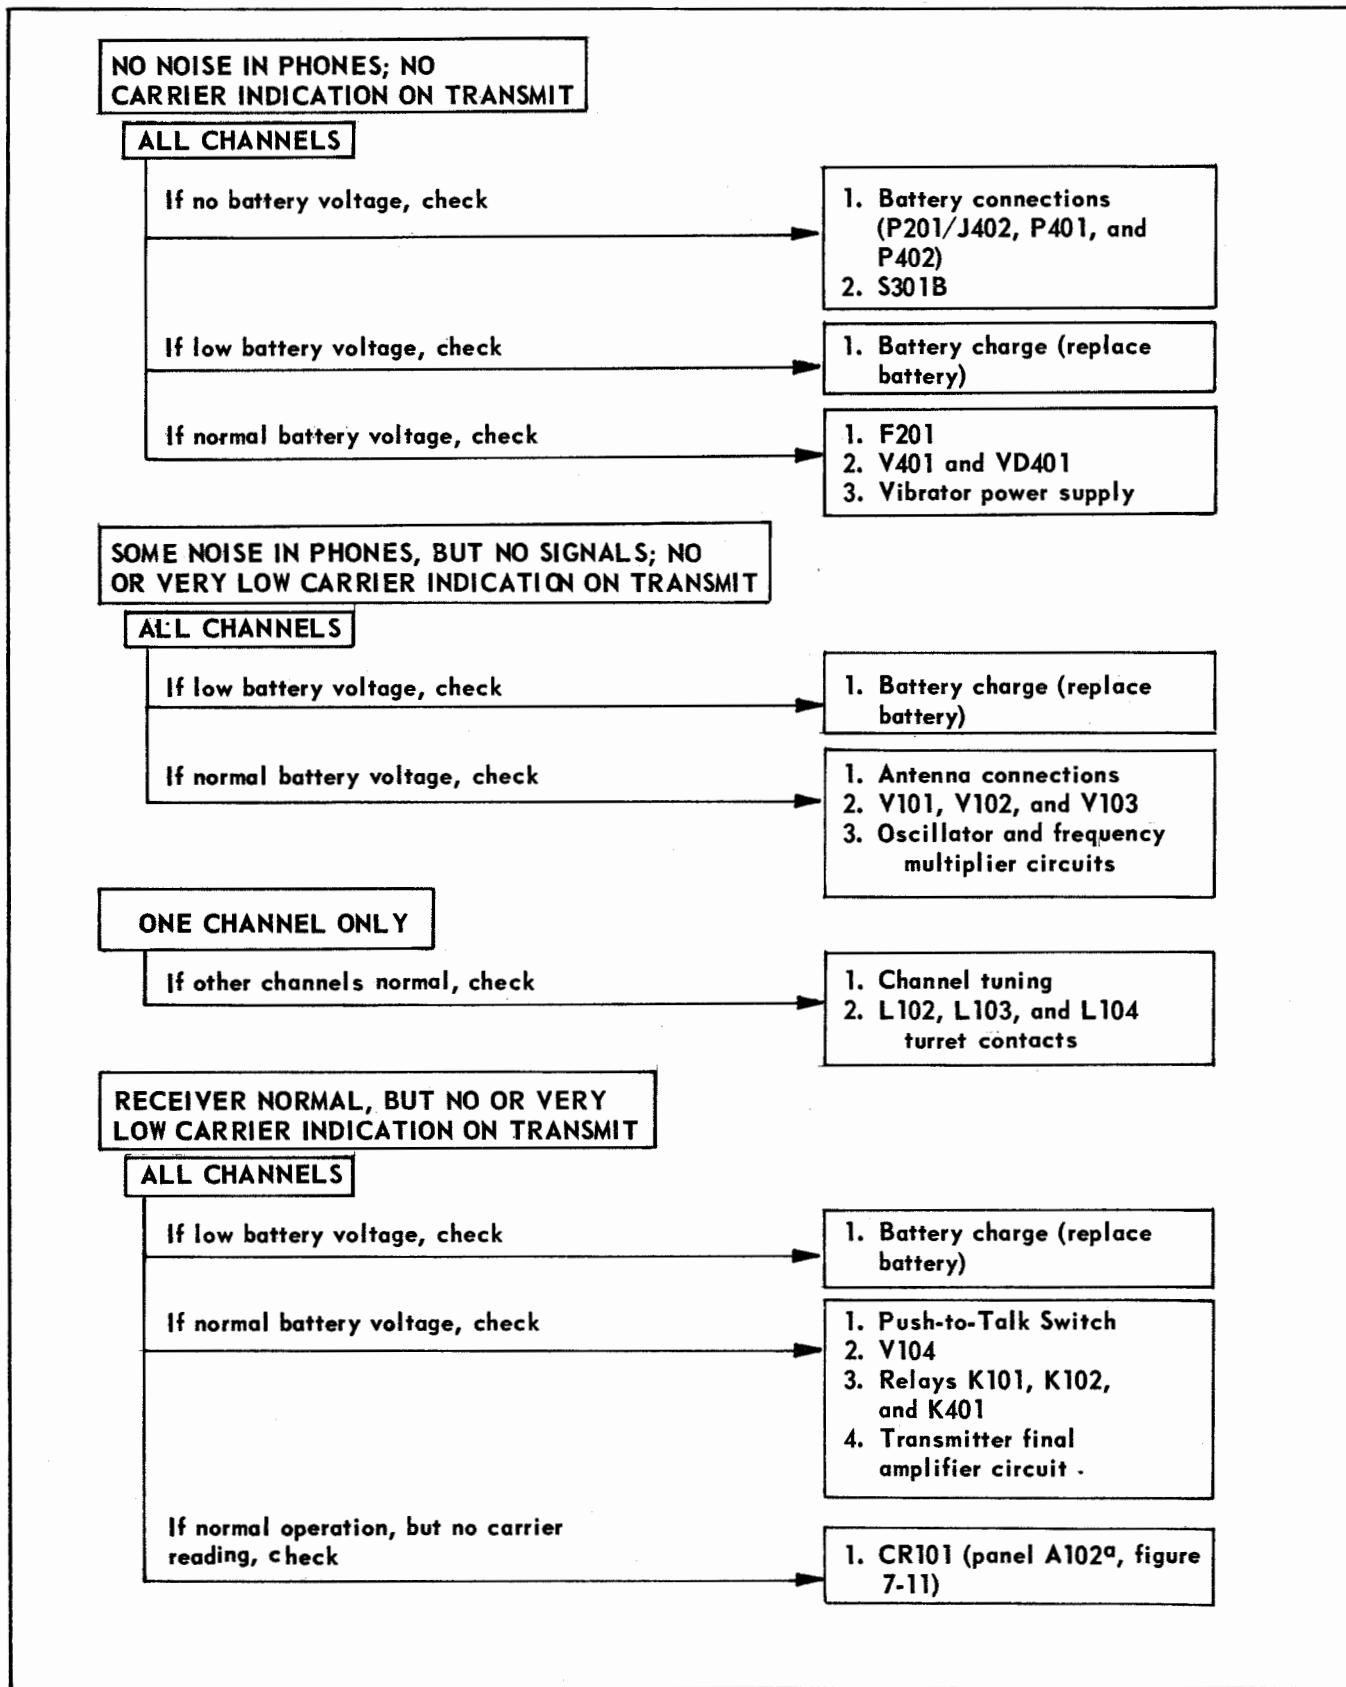 NO NOISE IN PHONES; NO
CARRIER INDICATION ON TRANSMIT
ALL CHANNELS
If no battery voltage, check
1. Battery connections
(P201/J402, P401, and
P402)
2. S301B
If low battery voltage, check
1. Battery charge (replace
battery)
If normal battery voltage, check
1. F201
2. V401 and VD401
3. Vibrator power supply
SOME NOISE IN PHONES, BUT NO SIGNALS; NO
OR VERY LOW CARRIER INDICATION ON TRANSMIT
ALL CHANNELS
If low battery voltage, check
1. Battery charge (replace
battery)
If normal battery voltage, check
1. Antenna connections
2. V101, V102, and V103
3. Oscillator and frequency
multiplier circuits
ONE CHANNEL ONLY
If other channels normal, check
1. Channel tuning
2. L102, L103, and L104
turret contacts
RECEIVER NORMAL, BUT NO OR VERY
LOW CARRIER INDICATION ON TRANSMIT
ALL CHANNELS
If low battery voltage, check
1. Battery charge (replace
battery)
If normal battery voltage, check
1. Push-to-Talk Switch
2. V104
3. Relays K101, K102,
and K401
4. Transmitter final
amplifier circuit .
If normal operation, but no carrier
reading, check
1. CR101 (panel A102ª, figure
7-11)